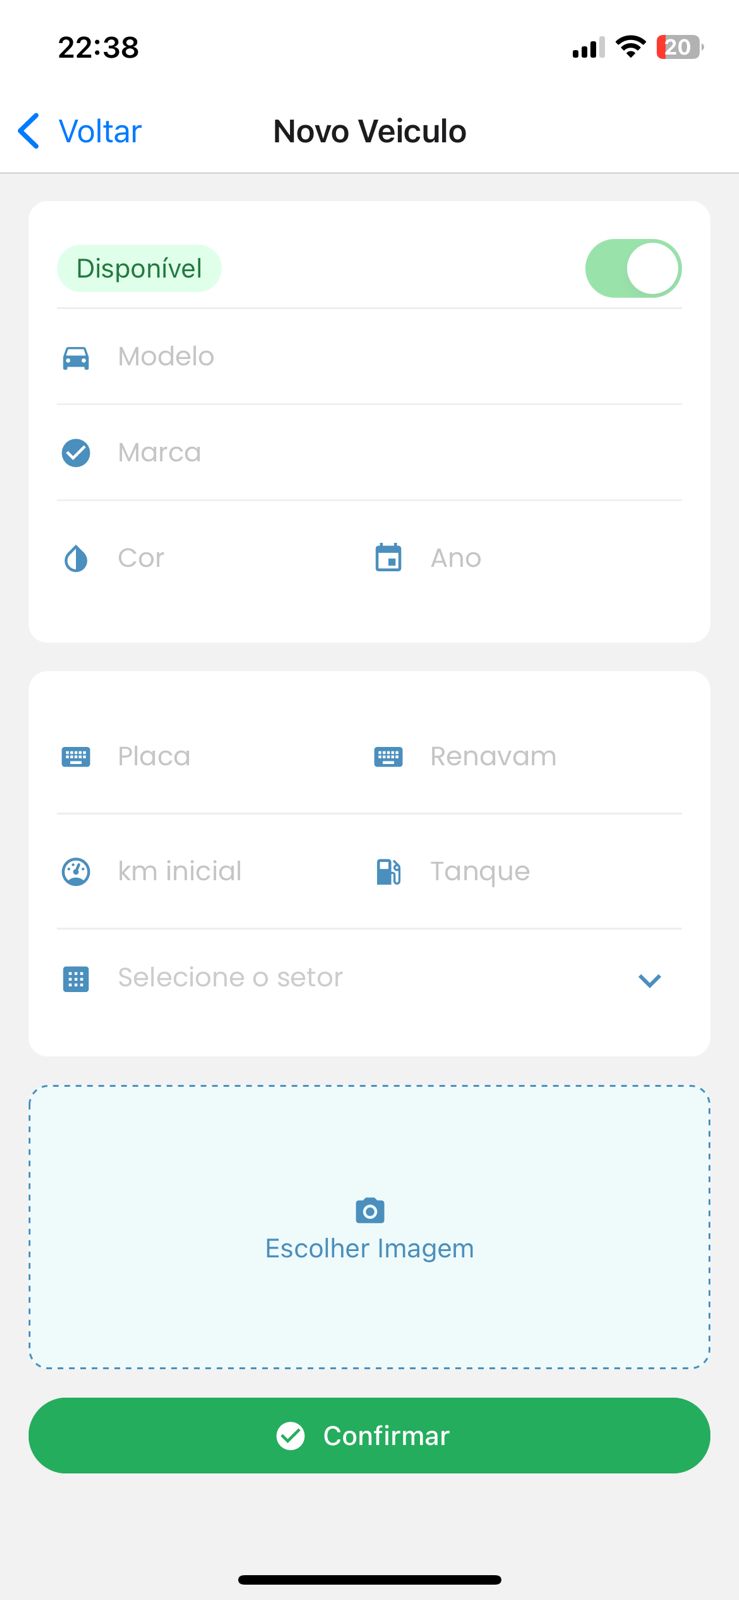 22:38
20
Voltar
Novo Veiculo
Disponível
Modelo
Marca
Cor
Ano
Placa
Renavam
km inicial
Tanque
Selecione o setor
Escolher Imagem
Confirmar